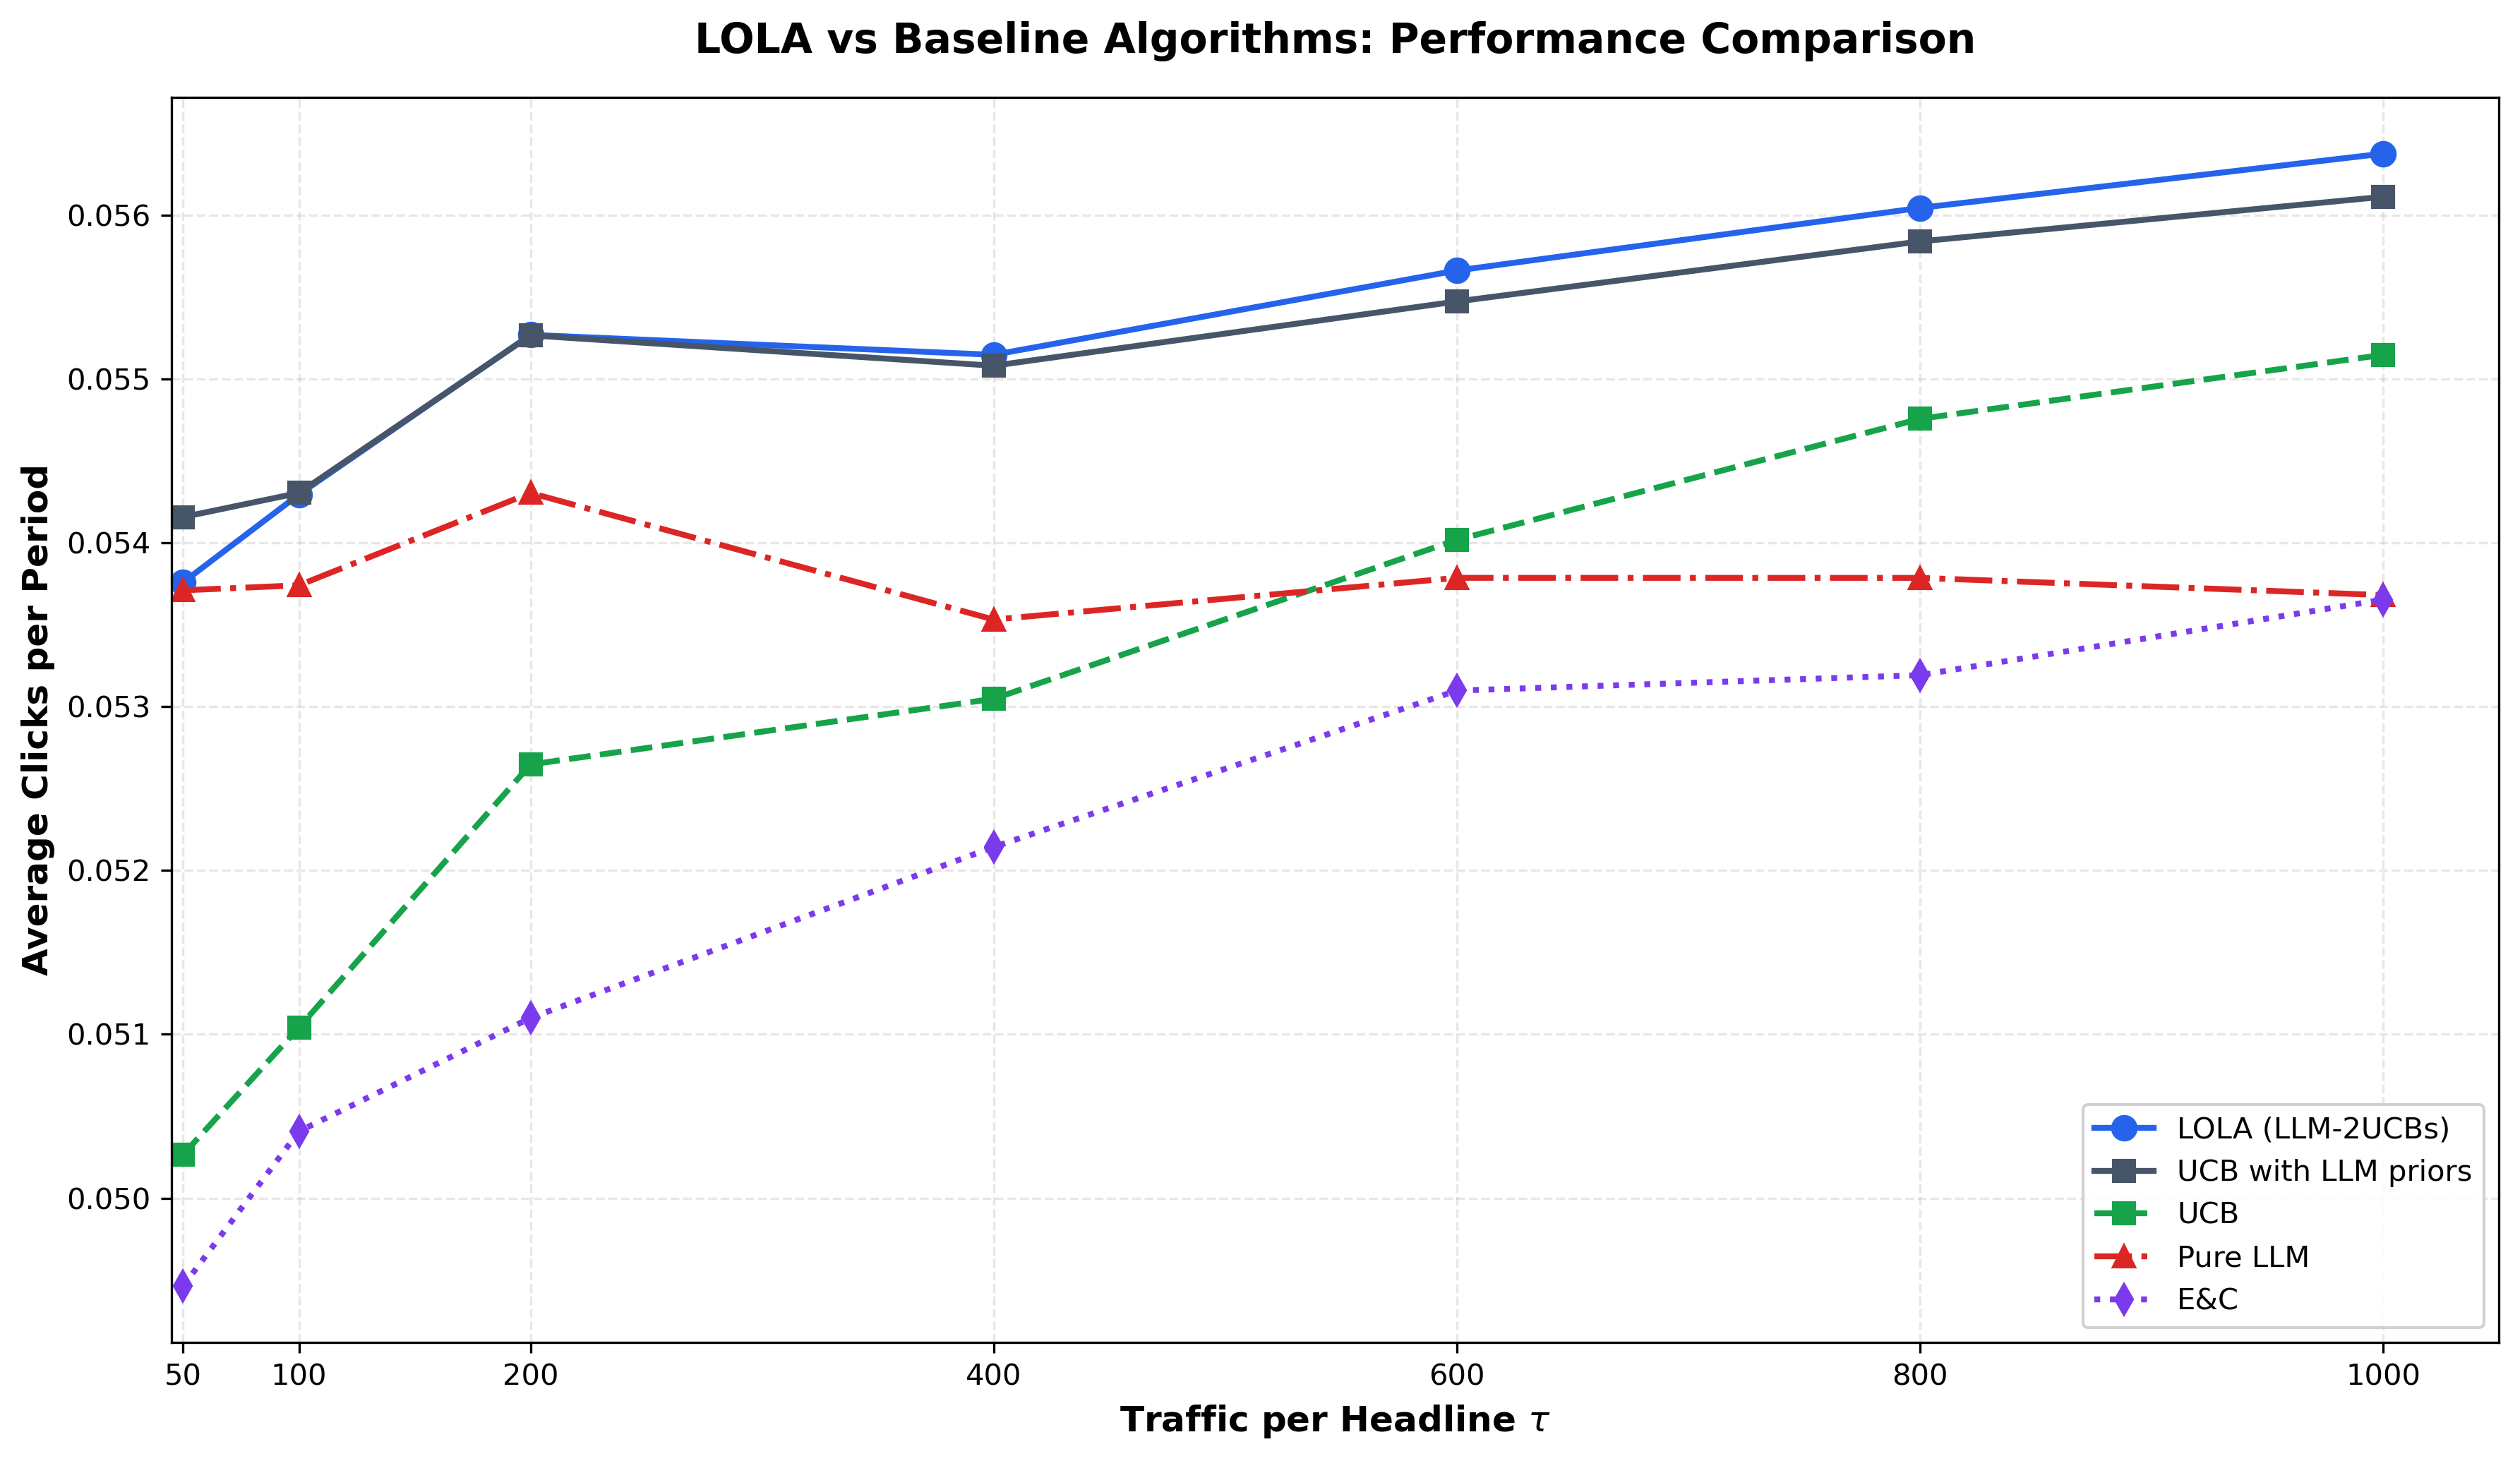 LOLA vs Baseline Algorithms: Performance Comparison
Average Clicks per Period
0.056
0.055
0.054
0.053
0.052
0.051
0.050
50 100 200 400 600 800 1000
Traffic per Headline τ
LOLA (LLM-2UCBs)
UCB with LLM priors
UCB
Pure LLM
E&C